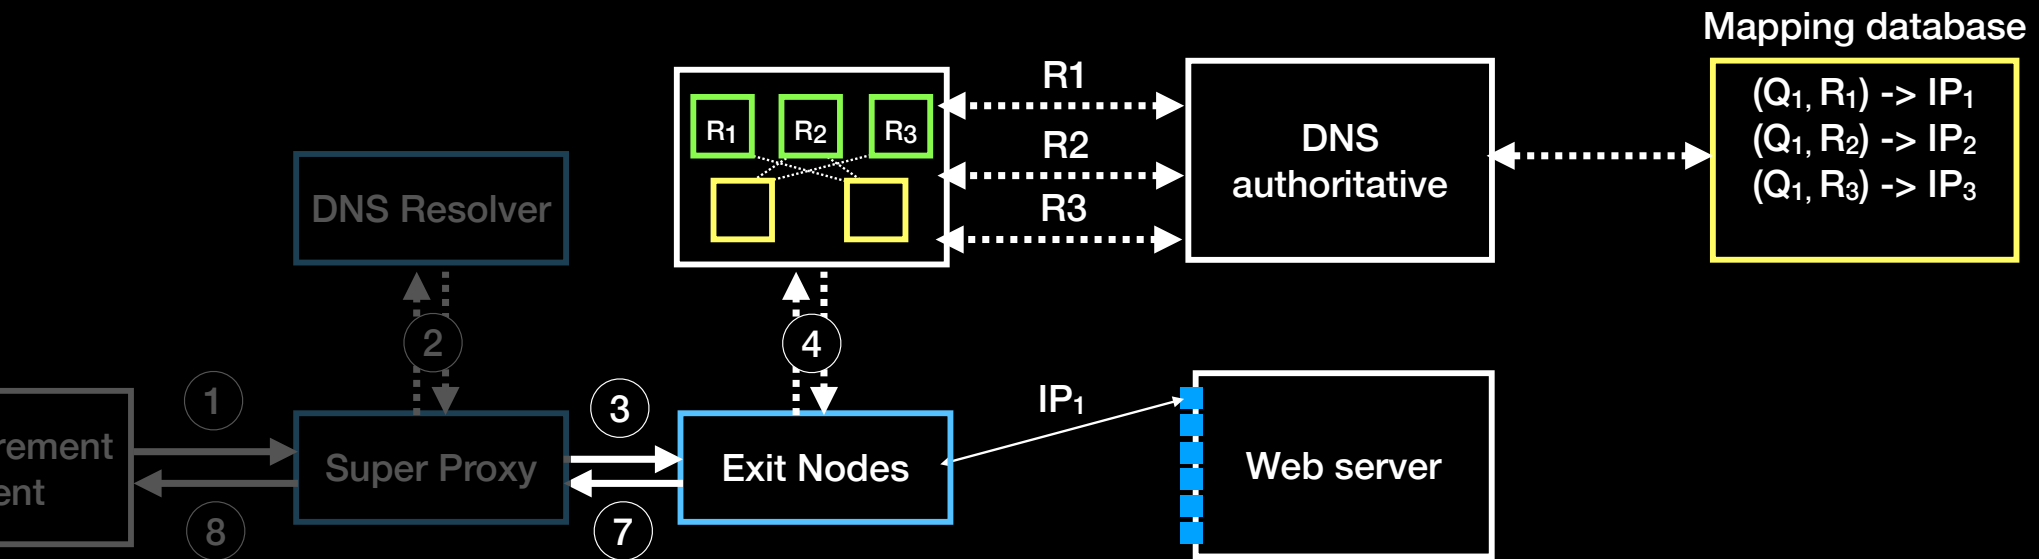 Mapping database
(Q₁, R₁) -> IP₁
(Q₁, R₂) -> IP₂
(Q₁, R₃) -> IP₃
R1
R2
R3
R1
R2
R3
DNS
authoritative
DNS Resolver
2
4
1
3
IP₁
rement
ent
Super Proxy
Exit Nodes
Web server
8
7